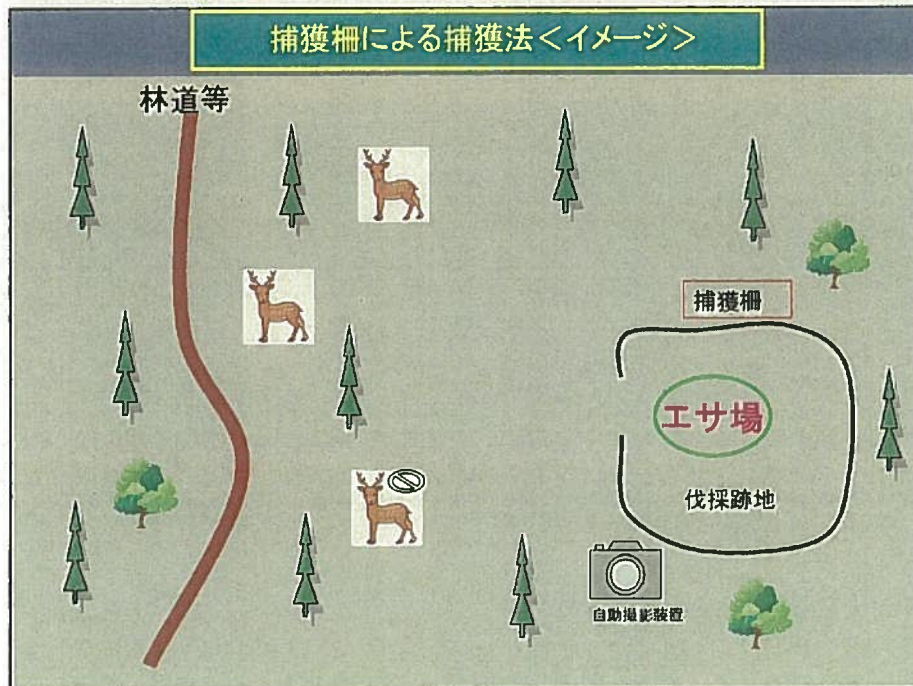 捕獲柵による捕獲法＜イメージ＞
林道等
捕獲柵
エサ場
伐採跡地
自動撮影装置